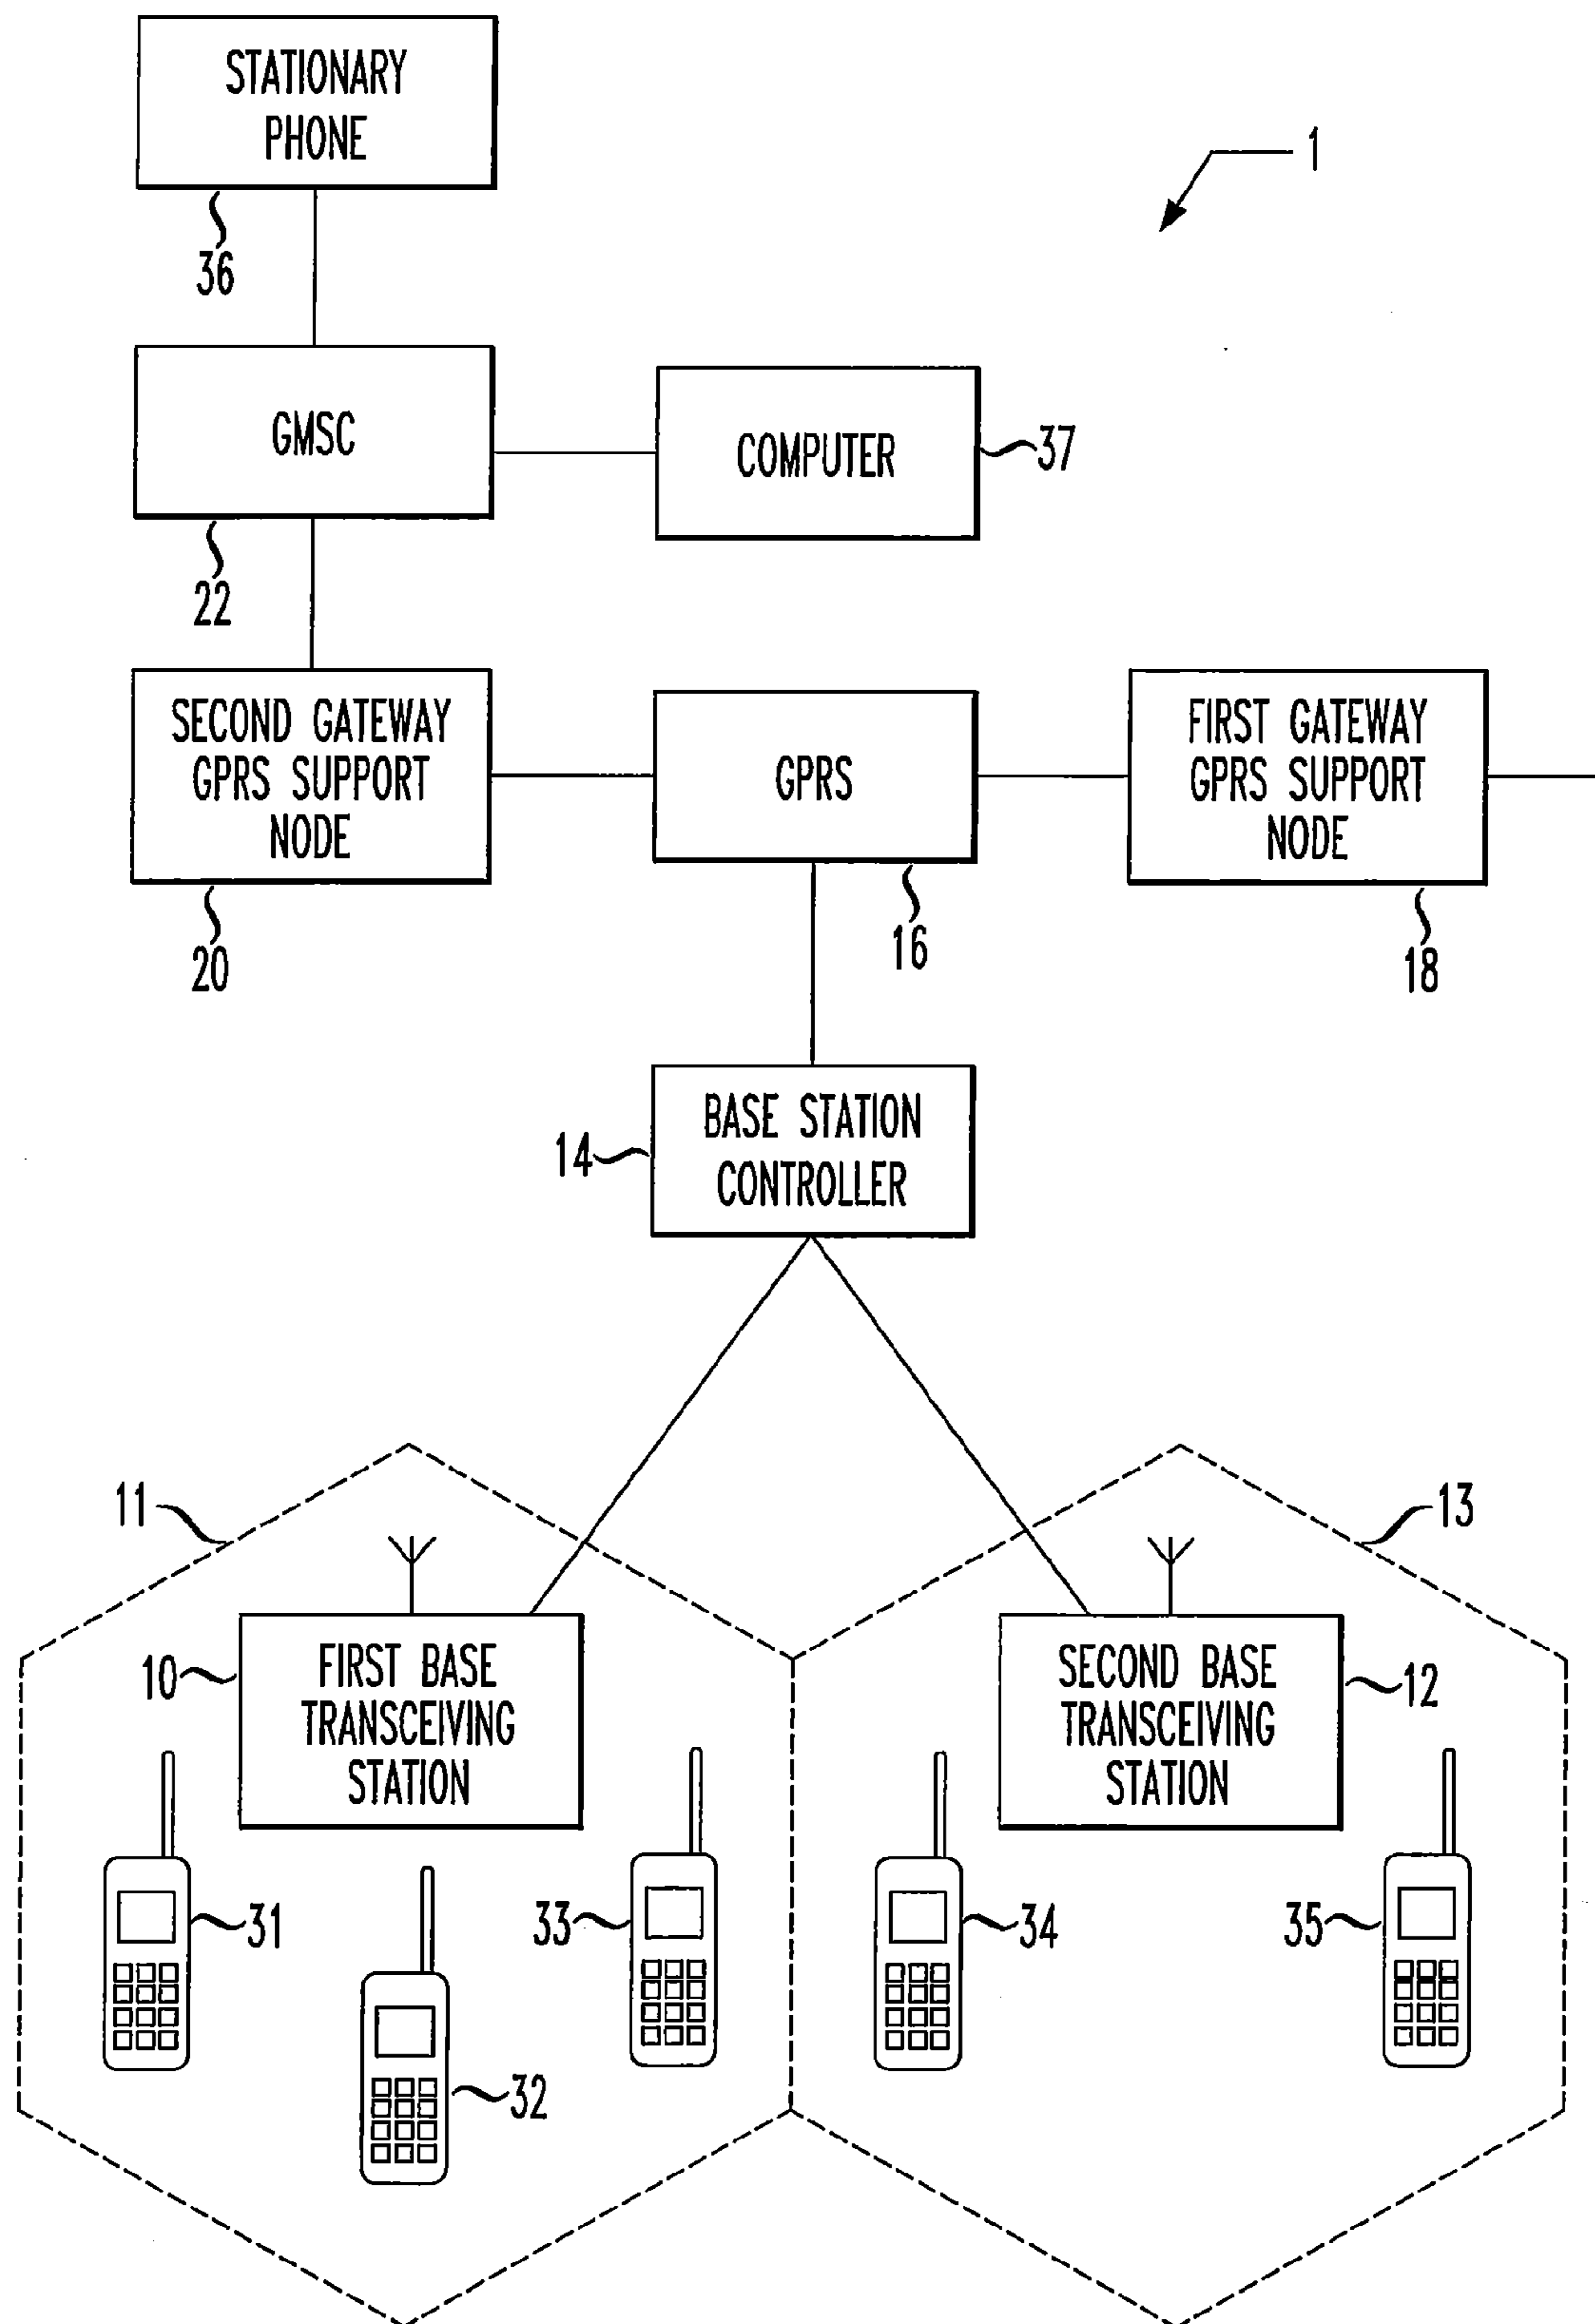 STATIONARY
PHONE
1
36
GMSC
COMPUTER
37
22
SECOND GATEWAY
GPRS SUPPORT
NODE
GPRS
FIRST GATEWAY
GPRS SUPPORT
NODE
20
16
18
14
BASE STATION
CONTROLLER
11
13
10
FIRST BASE
TRANSCEIVING
STATION
SECOND BASE
TRANSCEIVING
STATION
12
31
33
34
35
32